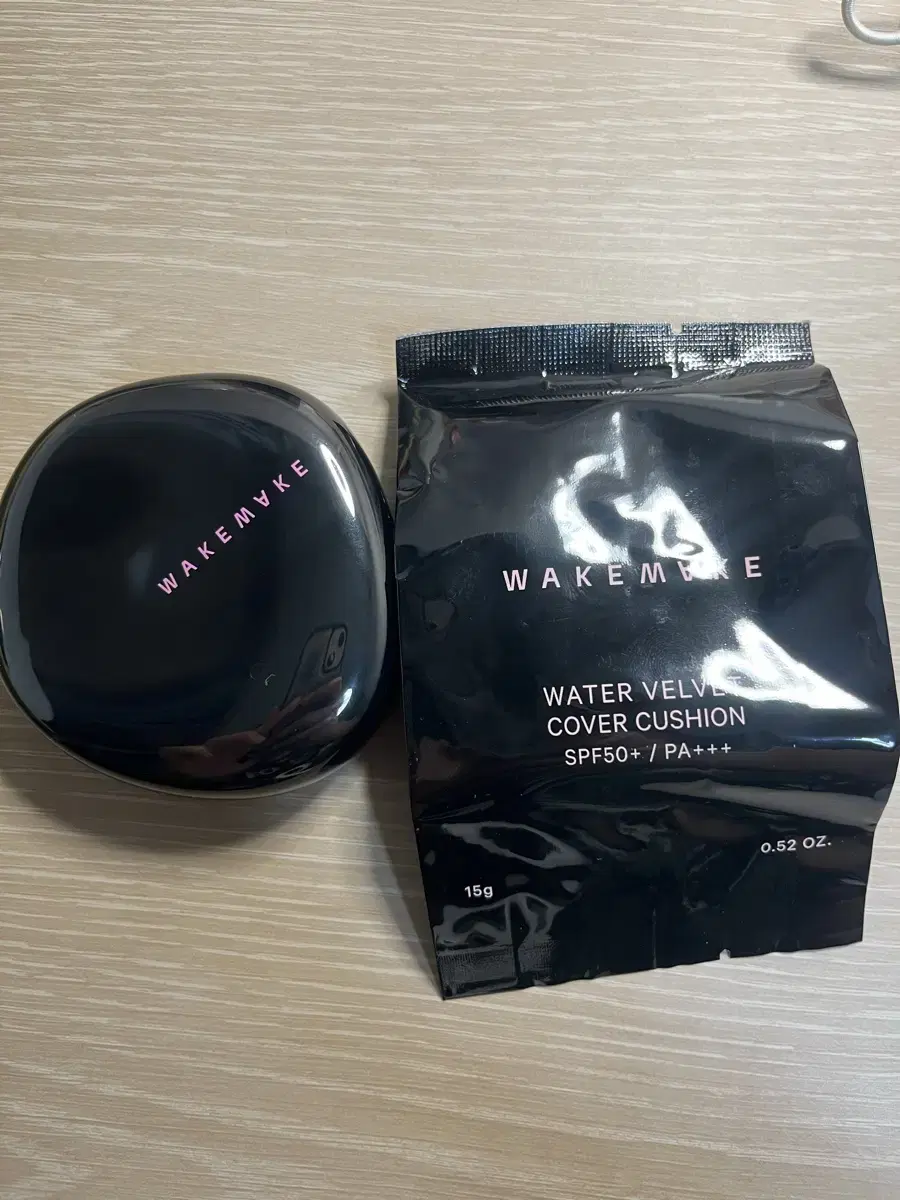 WAKEMAKE
WAKEMAKE
WATER VELVET
COVER CUSHION
SPF50+ / PA+++
0.52 OZ.
15g